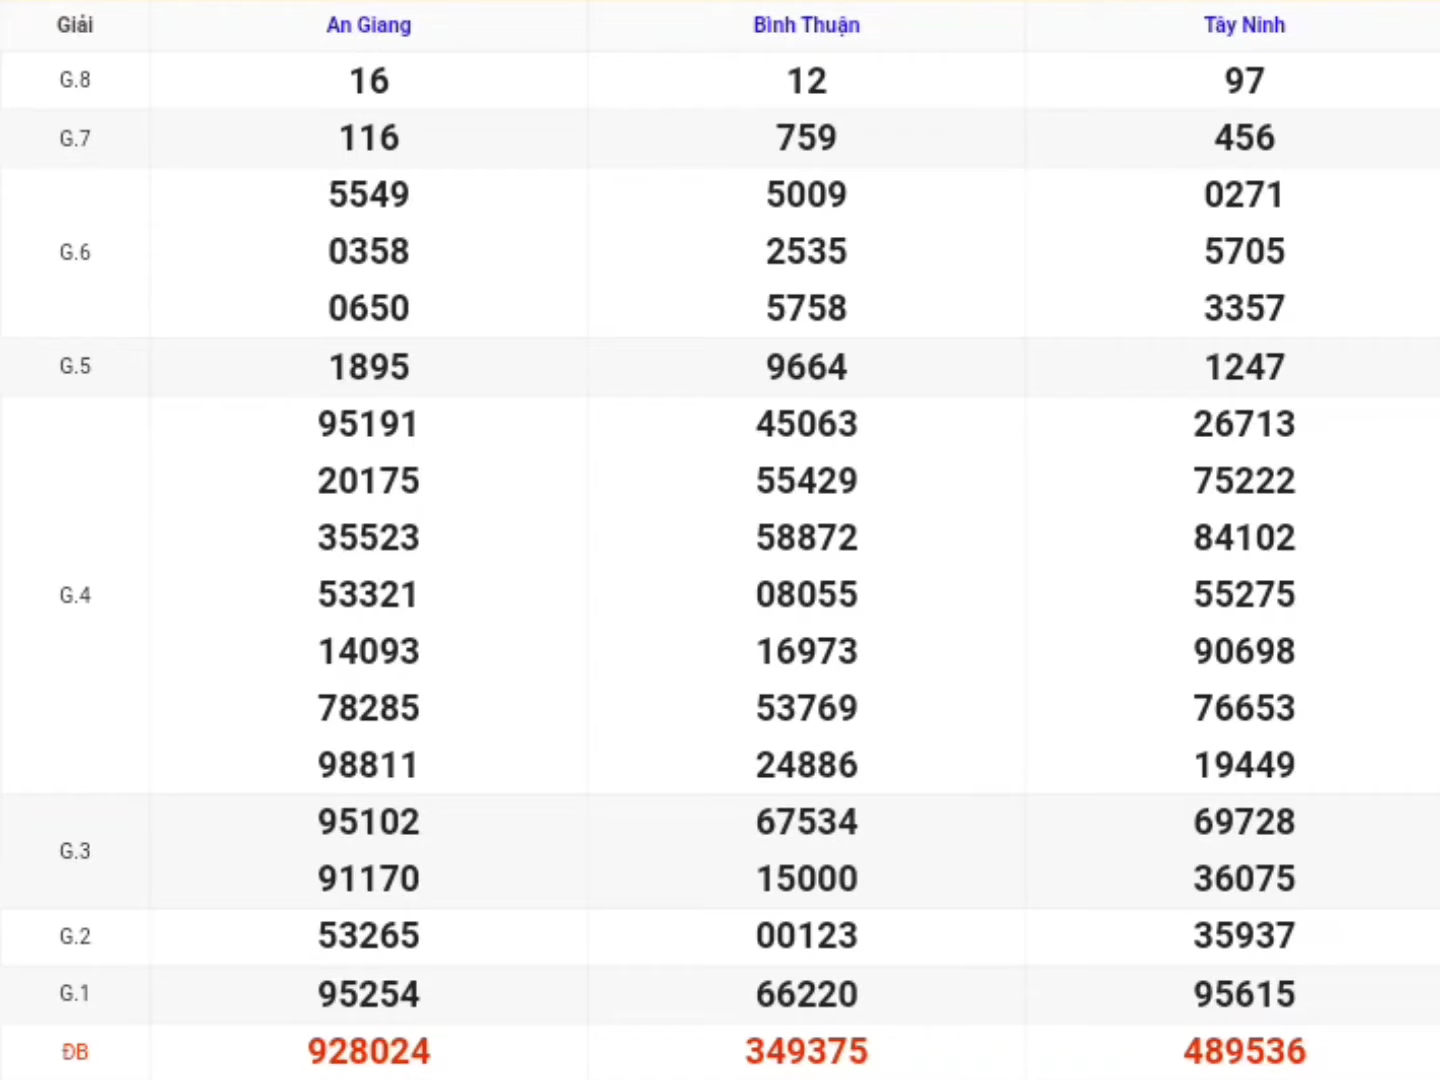 Giải An Giang Bình Thuận Tây Ninh
G.8 16 12 97
G.7 116 759 456
5549 5009 0271
G.6 0358 2535 5705
0650 5758 3357
G.5 1895 9664 1247
95191 45063 26713
20175 55429 75222
35523 58872 84102
G.4 53321 08055 55275
14093 16973 90698
78285 53769 76653
98811 24886 19449
95102 67534 69728
G.3
91170 15000 36075
G.2 53265 00123 35937
G.1 95254 66220 95615
ĐB 928024 349375 489536